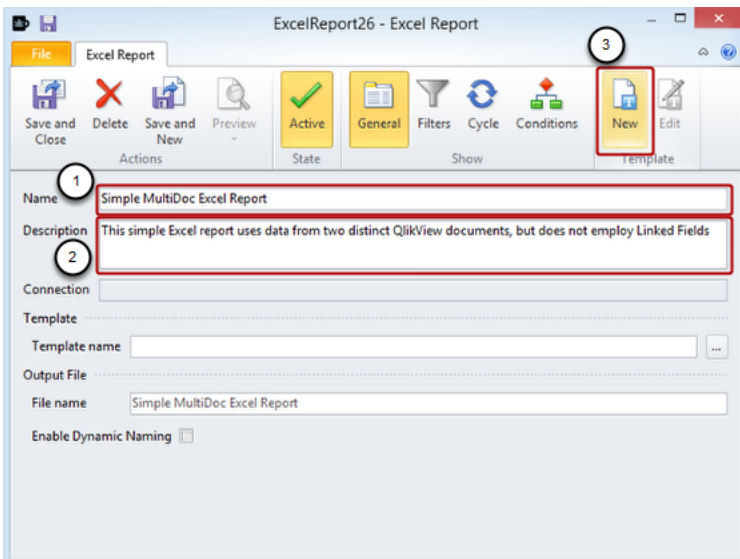 ExcelReport26 - Excel Report
3
File Excel Report
Save and Close Delete Save and New Preview Active General Filters Cycle Conditions New Edit
Actions State Show Template
1
Name Simple MultiDoc Excel Report
Description This simple Excel report uses data from two distinct QlikView documents, but does not employ Linked Fields
2
Connection
Template
Template name ...
Output File
File name Simple MultiDoc Excel Report
Enable Dynamic Naming